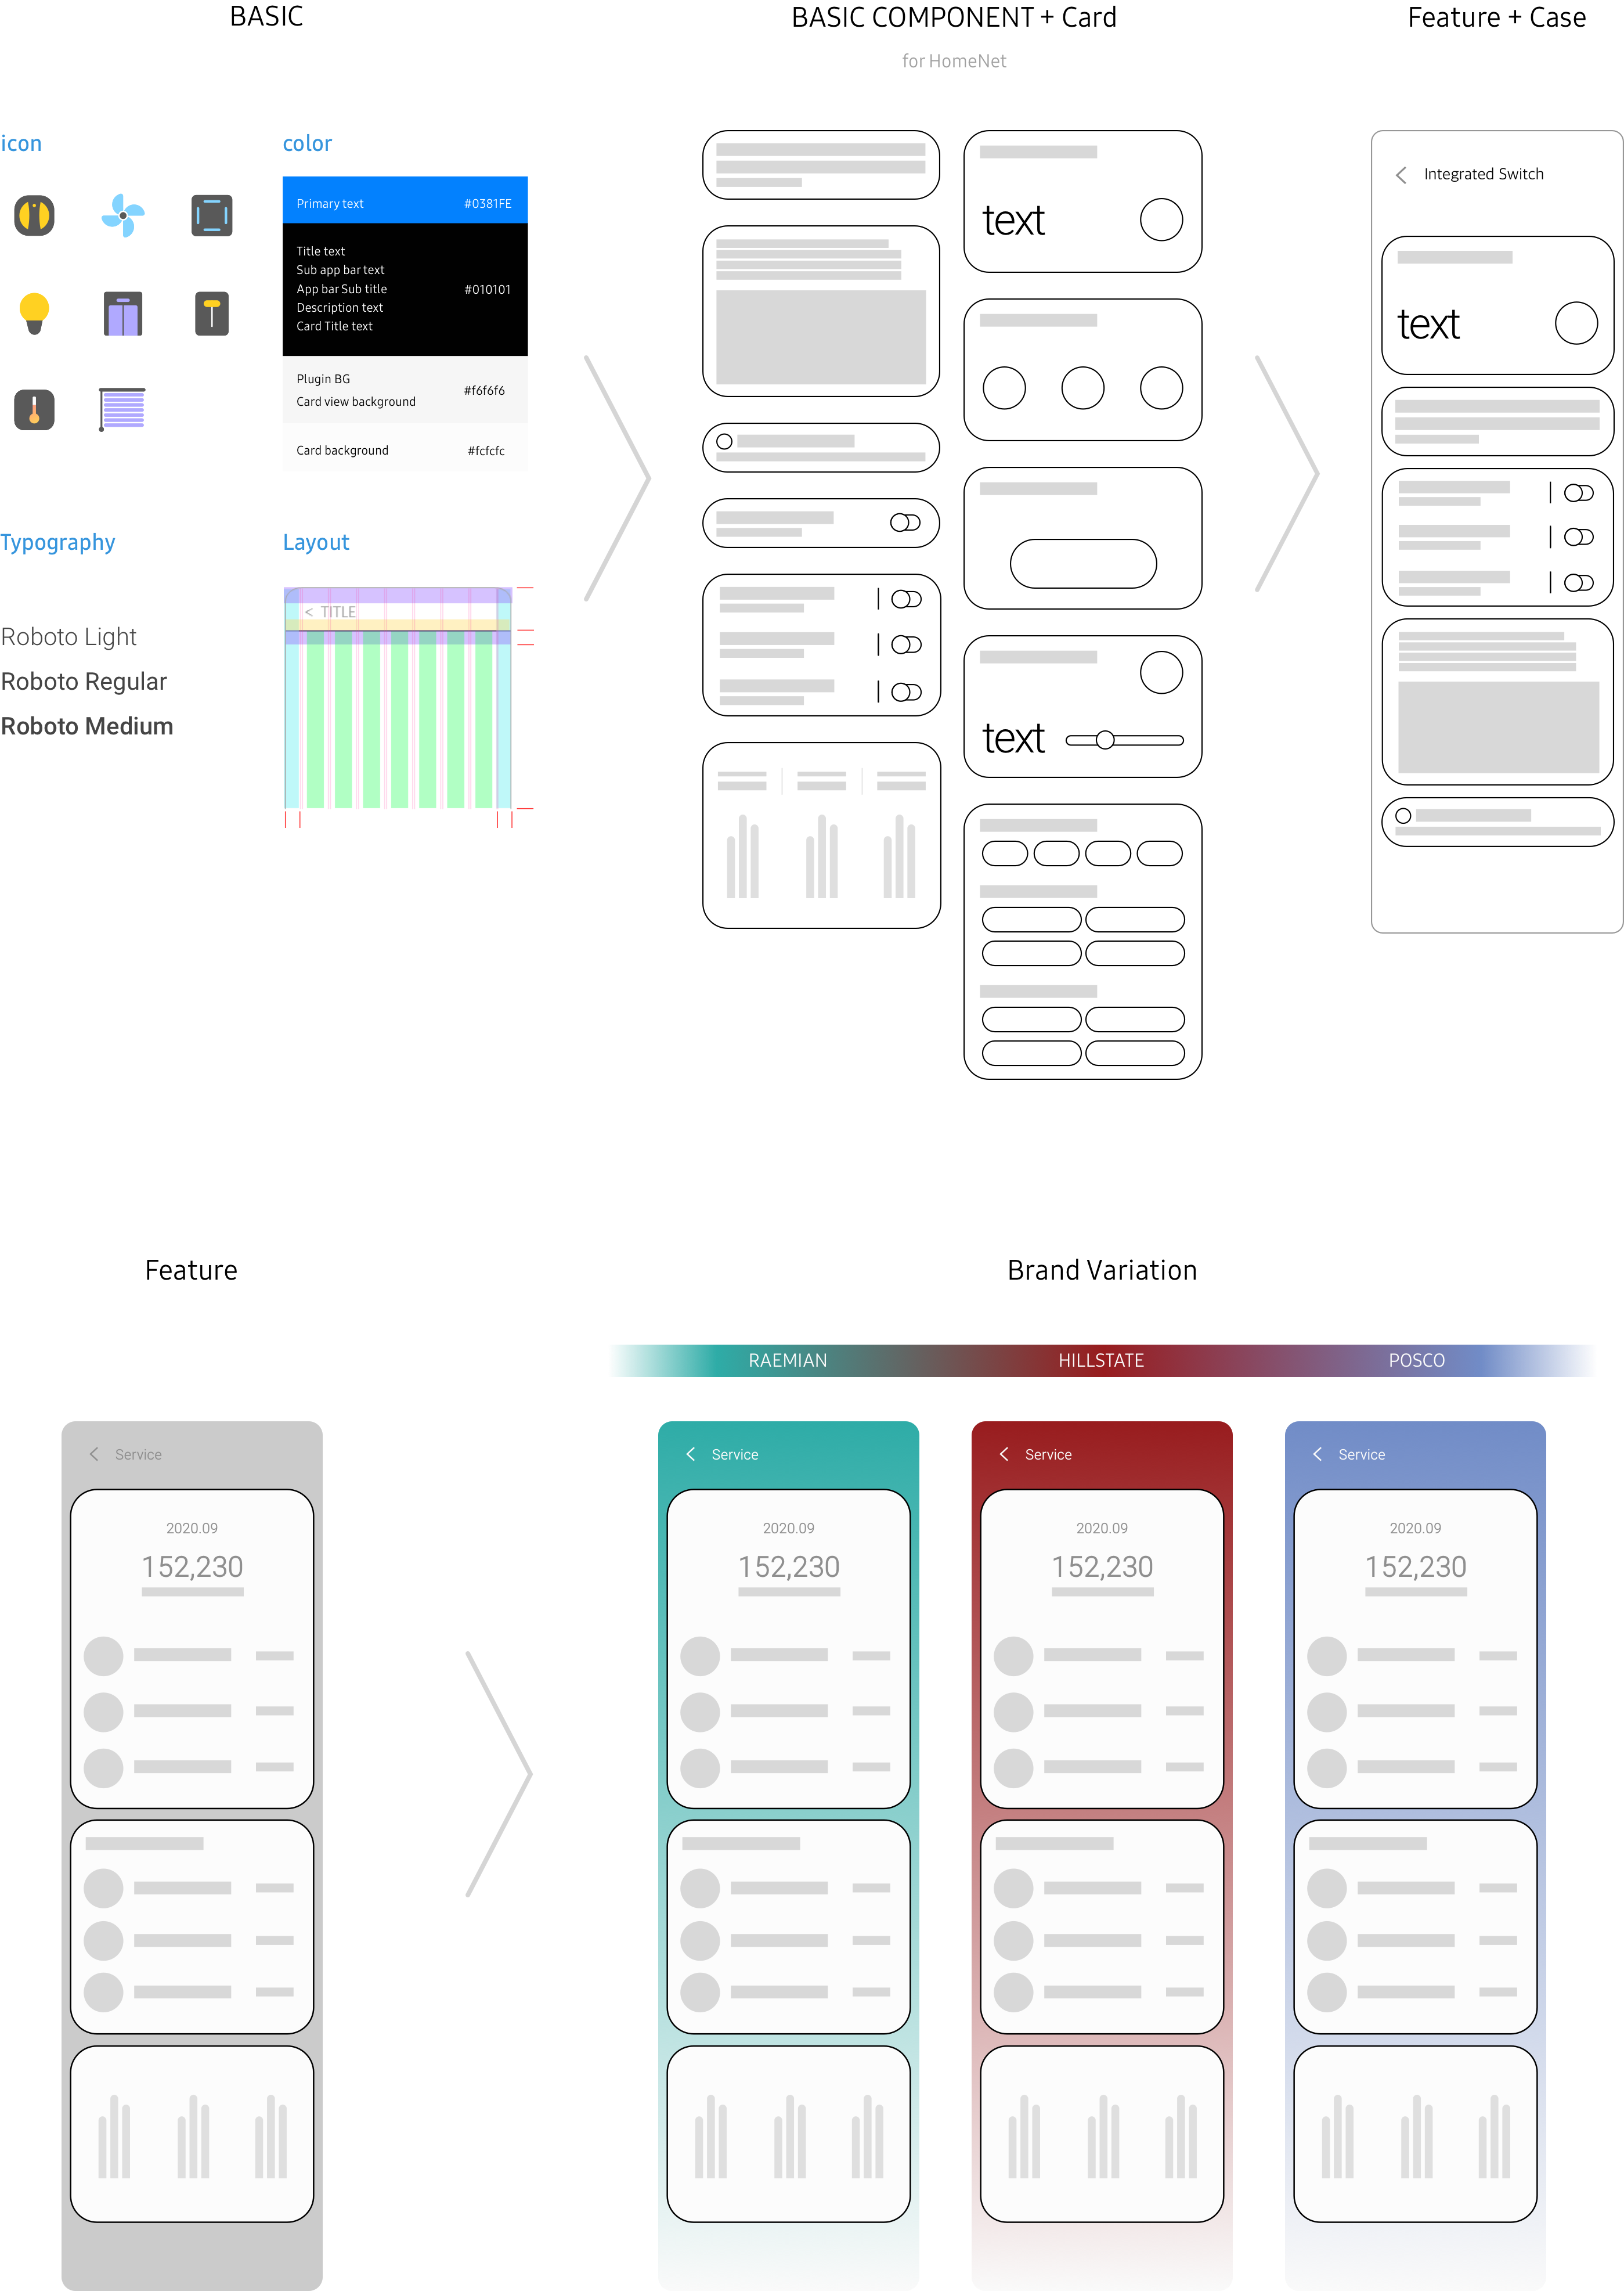 BASIC
BASIC COMPONENT + Card
for HomeNet
Feature + Case
icon
color
Primary text #0381FE
Title text
Sub app bar text
App bar Sub title #010101
Description text
Card Title text
Plugin BG
#f6f6f6
Card view background
Card background #fcfcfc
Typography
Roboto Light
Roboto Regular
Roboto Medium
Layout
< TITLE
text
text
Integrated Switch
text
Feature
Brand Variation
RAEMIAN HILLSTATE POSCO
Service
2020.09
152,230
Service
2020.09
152,230
Service
2020.09
152,230
Service
2020.09
152,230